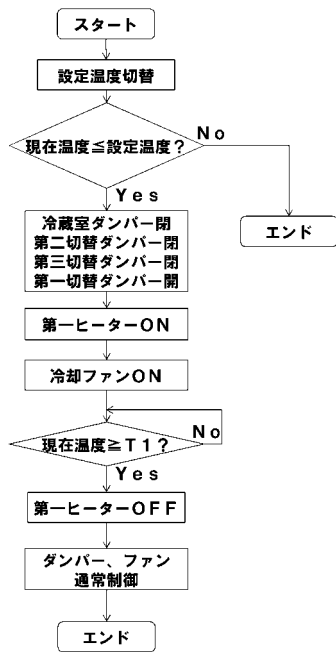 スタート
設定温度切替
現在温度≦設定温度?
No
Yes
エンド
冷蔵室ダンパー閉
第二切替ダンパー閉
第三切替ダンパー閉
第一切替ダンパー開
第一ヒーターON
冷却ファンON
現在温度≧T1?
No
Yes
第一ヒーターOFF
ダンパー、ファン
通常制御
エンド